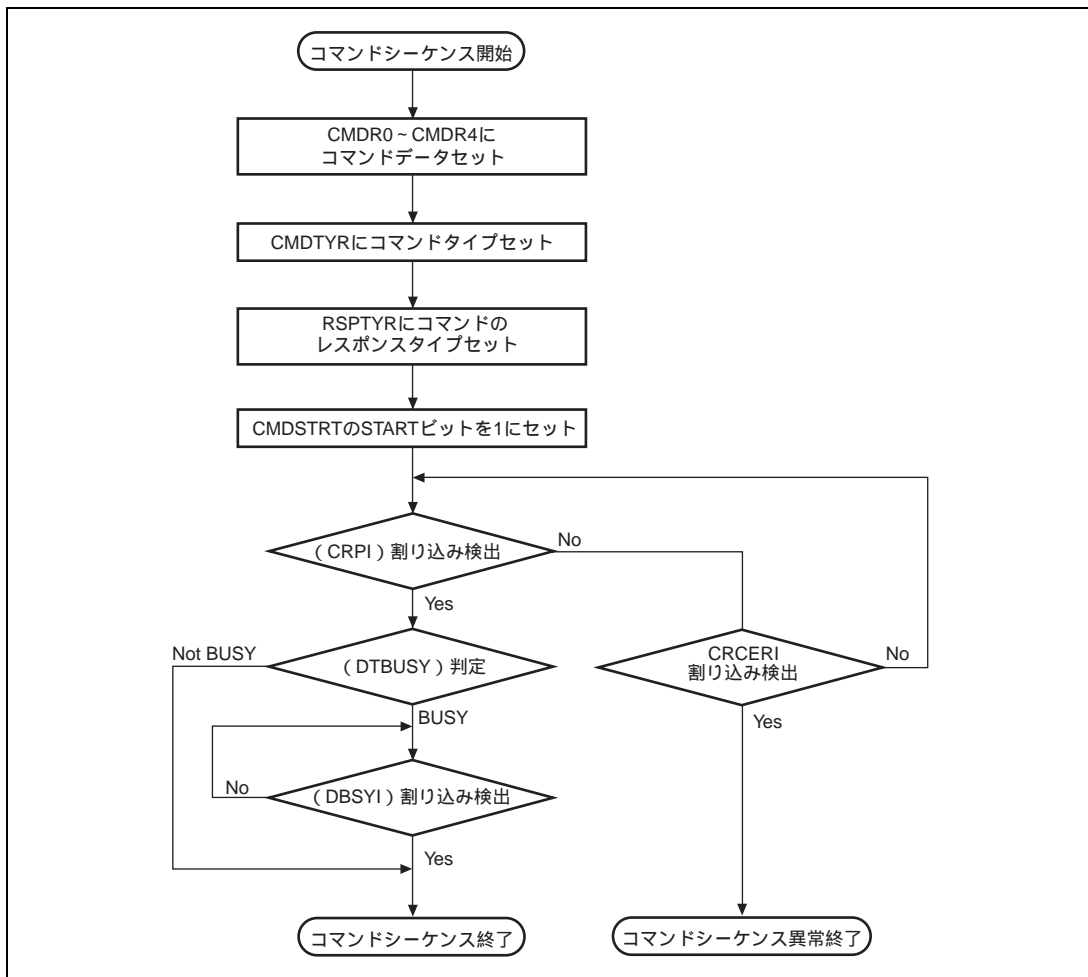 コマンドシーケンス開始
CMDR0~CMDR4に
コマンドデータセット
CMDTYRにコマンドタイプセット
RSPTYRにコマンドの
レスポンスタイプセット
CMDSTRTのSTARTビットを1にセット
(CRPI)割り込み検出
No
Yes
Not BUSY
(DTBUSY)判定
CRCERI
割り込み検出
No
BUSY
Yes
No
(DBSYI)割り込み検出
Yes
コマンドシーケンス終了
コマンドシーケンス異常終了